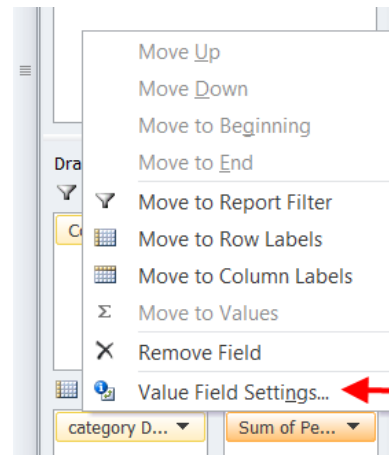 Move Up
Move Down
Move to Beginning
Move to End
Dra
Move to Report Filter
Move to Row Labels
Move to Column Labels
Σ Move to Values
Remove Field
Value Field Settings...
category D... Sum of Pe...